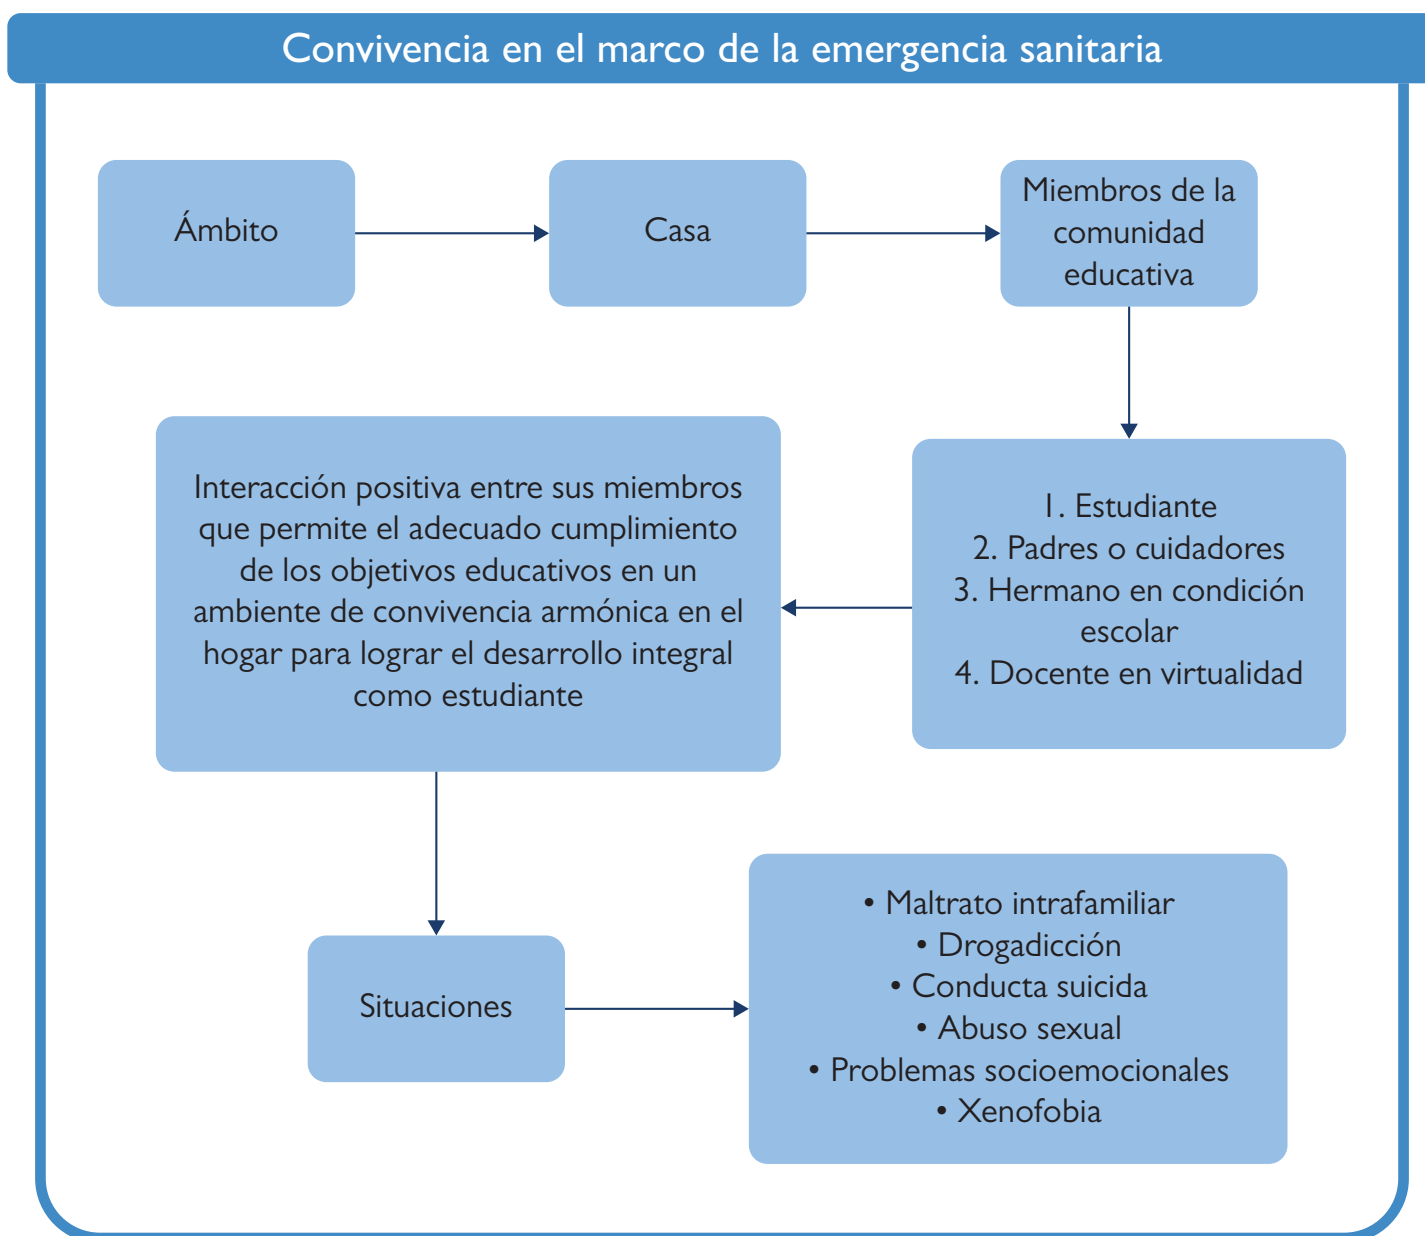 Convivencia en el marco de la emergencia sanitaria
Ámbito
Casa
Miembros de la
comunidad
educativa
1. Estudiante
2. Padres o cuidadores
3. Hermano en condición
escolar
4. Docente en virtualidad
Interacción positiva entre sus miembros
que permite el adecuado cumplimiento
de los objetivos educativos en un
ambiente de convivencia armónica en el
hogar para lograr el desarrollo integral
como estudiante
Situaciones
• Maltrato intrafamiliar
• Drogadicción
• Conducta suicida
• Abuso sexual
• Problemas socioemocionales
• Xenofobia